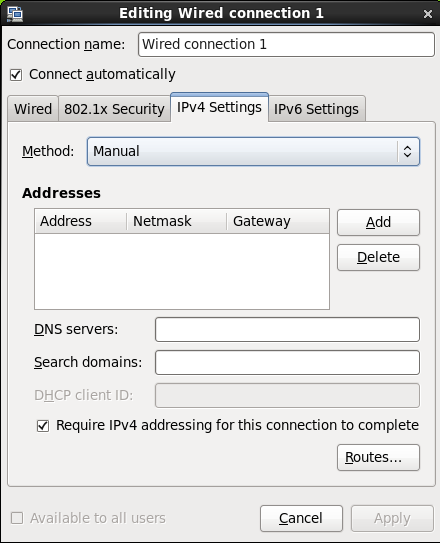 Editing Wired connection 1
Connection name: Wired connection 1
Connect automatically
Wired 802.1x Security IPv4 Settings IPv6 Settings
Method: Manual
Addresses
Address Netmask Gateway
Add
Delete
DNS servers:
Search domains:
DHCP client ID:
Require IPv4 addressing for this connection to complete
Routes...
Available to all users Cancel Apply